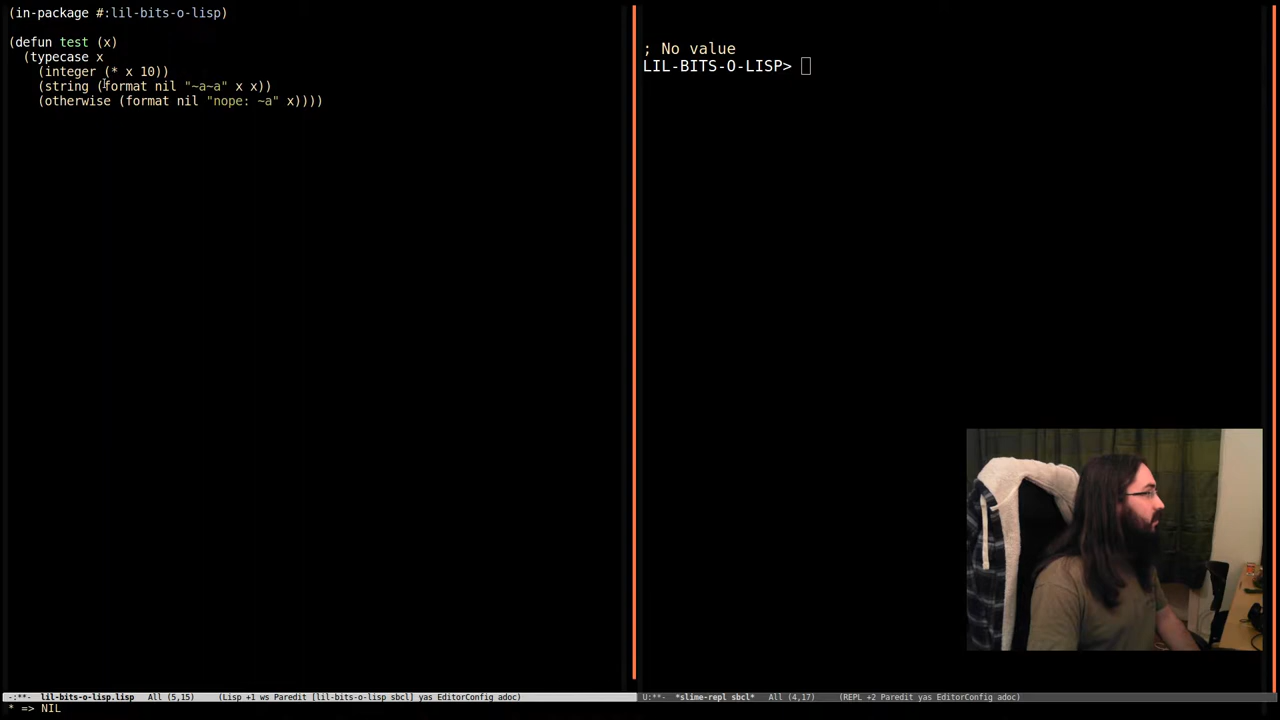 (in-package #:lil-bits-o-lisp)
(defun test (x)
(typecase x
(integer (* x 10))
(string (format nil "~a~a" x x))
(otherwise (format nil "nope: ~a" x))))
; No value
LIL-BITS-O-LISP>
-:**- lil-bits-o-lisp.lisp All (5,15) (Lisp +1 ws Paredit [lil-bits-o-lisp sbcl] yas EditorConfig adoc)
U:**- *slime-repl sbcl* All (4,17) (REPL +2 Paredit yas EditorConfig adoc)
* => NIL